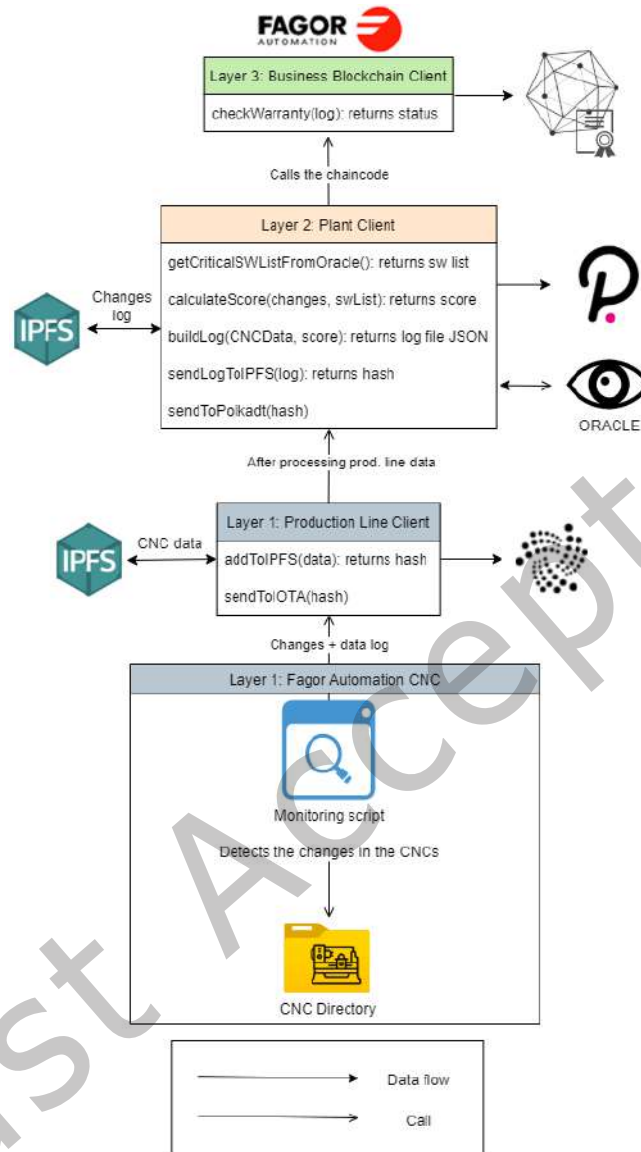 FAGOR
AUTOMATION
Layer 3: Business Blockchain Client
checkWarranty(log): returns status
Calls the chaincode
Layer 2: Plant Client
getCriticalSWListFromOracle(): returns sw list
calculateScore(changes, swList): returns score
buildLog(CNCData, score): returns log file JSON
sendLogToIPFS(log): returns hash
sendToPolkadt(hash)
Changes
log
IPFS
ORACLE
After processing prod. line data
Layer 1: Production Line Client
addToIPFS(data): returns hash
sendToIOTA(hash)
CNC data
IPFS
Changes + data log
Layer 1: Fagor Automation CNC
Monitoring script
Detects the changes in the CNCs
CNC Directory
Data flow
Call
st Accept